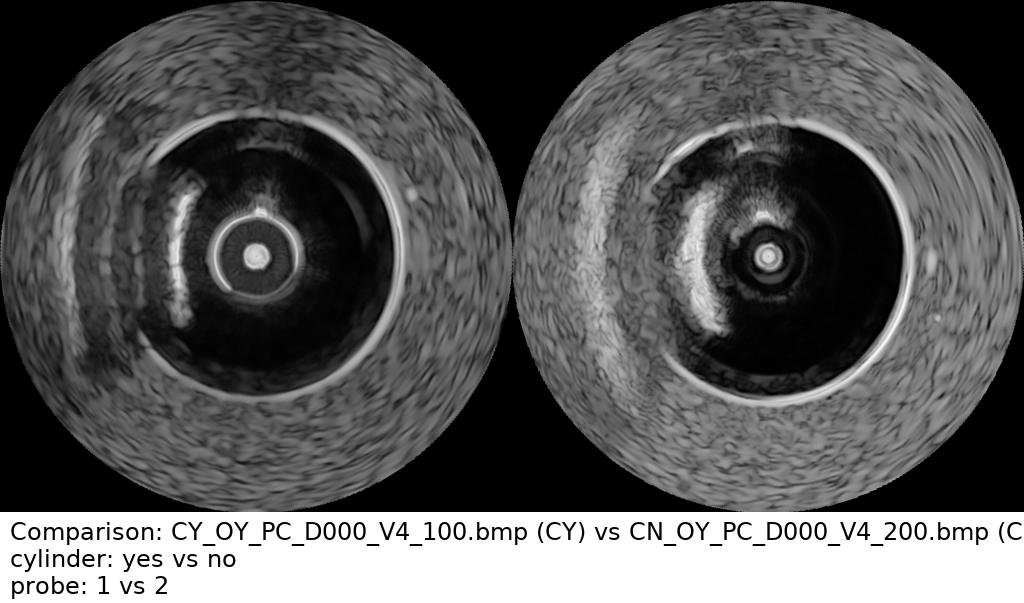 Comparison: CY_OY_PC_D000_V4_100.bmp (CY) vs CN_OY_PC_D000_V4_200.bmp (C
cylinder: yes vs no
probe: 1 vs 2